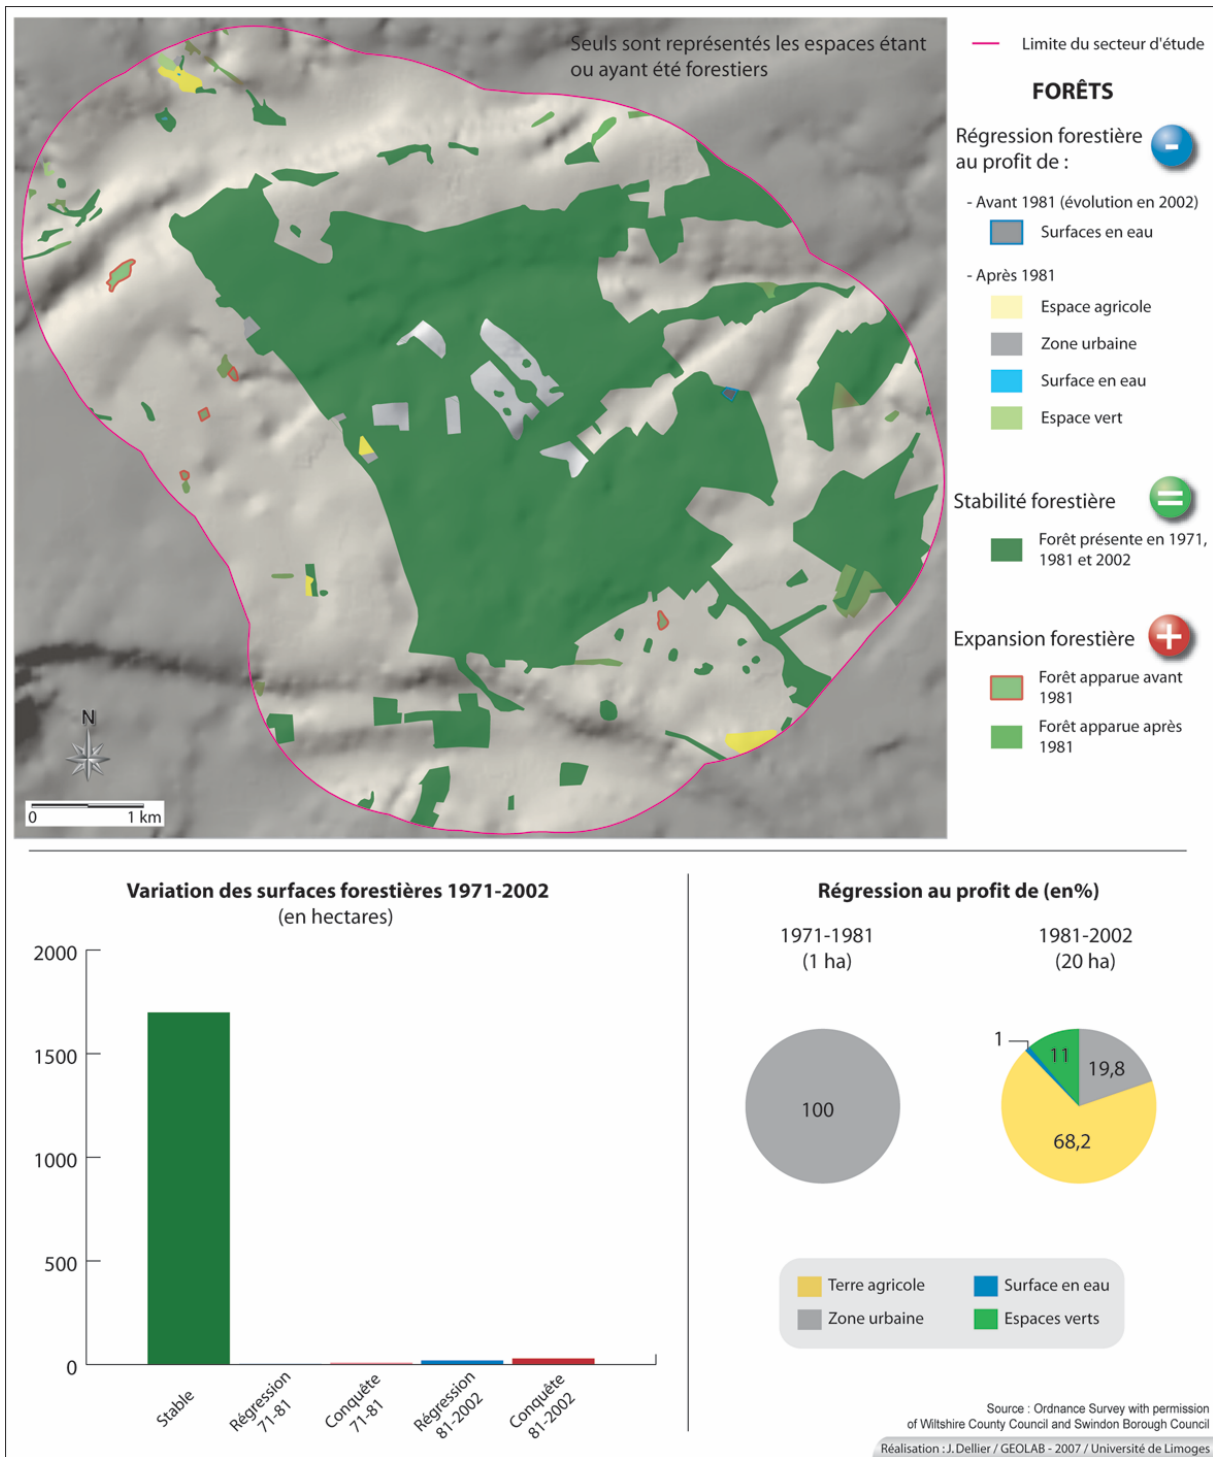 Seuls sont représentés les espaces étant
ou ayant été forestiers
N
0
1 km
Limite du secteur d'étude
FORÊTS
Régression forestière
au profit de :
-
- Avant 1981 (évolution en 2002)
Surfaces en eau
- Après 1981
Espace agricole
Zone urbaine
Surface en eau
Espace vert
Stabilité forestière
=
Forêt présente en 1971,
1981 et 2002
Expansion forestière
+
Forêt apparue avant
1981
Forêt apparue après
1981
Variation des surfaces forestières 1971-2002
(en hectares)
2000
1500
1000
500
0
Stable
Régression
71-81
Conquête
71-81
Régression
81-2002
Conquête
81-2002
Régression au profit de (en%)
1971-1981
(1 ha)
100
1981-2002
(20 ha)
1
11
19,8
68,2
Terre agricole
Surface en eau
Zone urbaine
Espaces verts
Source : Ordnance Survey with permission
of Wiltshire County Council and Swindon Borough Council
Réalisation : J. Dellier / GEOLAB - 2007 / Université de Limoges